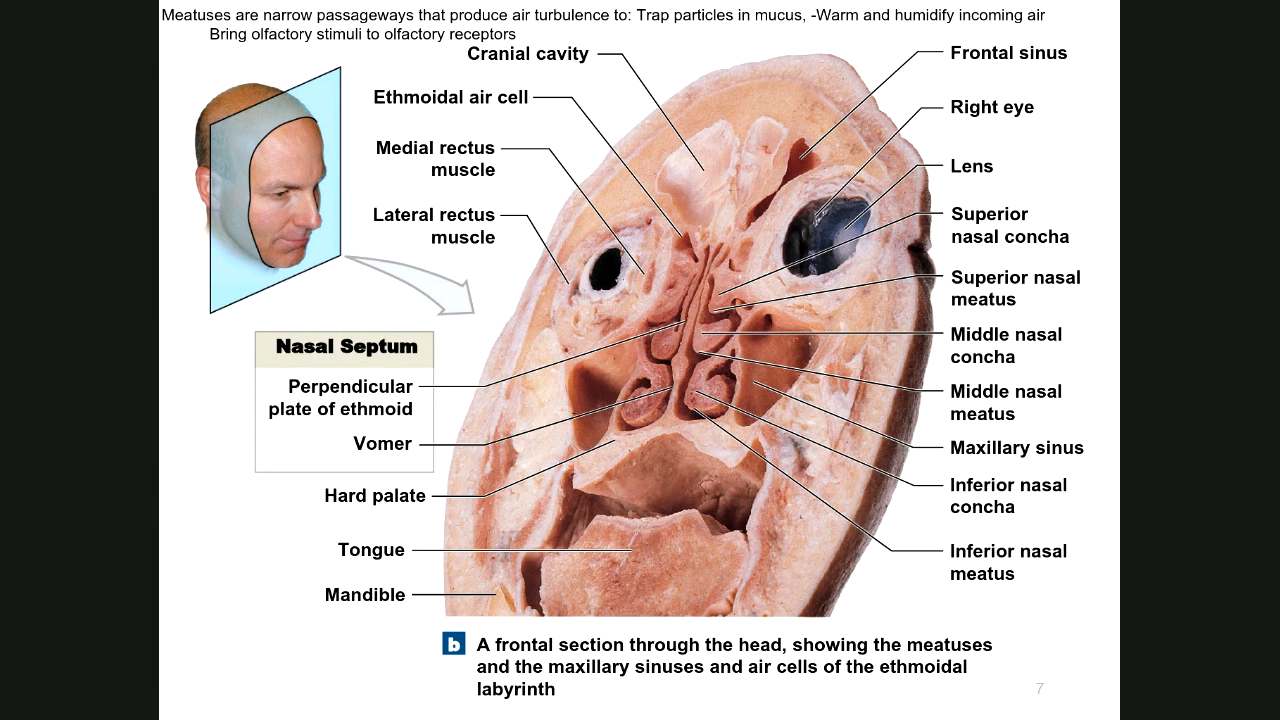 Meatuses are narrow passageways that produce air turbulence to: Trap particles in mucus, -Warm and humidify incoming air
Bring olfactory stimuli to olfactory receptors
Cranial cavity
Ethmoidal air cell
Medial rectus
muscle
Lateral rectus
muscle
Nasal Septum
Perpendicular
plate of ethmoid
Vomer
Hard palate
Tongue
Mandible
Frontal sinus
Right eye
Lens
Superior
nasal concha
Superior nasal
meatus
Middle nasal
concha
Middle nasal
meatus
Maxillary sinus
Inferior nasal
concha
Inferior nasal
meatus
b A frontal section through the head, showing the meatuses
and the maxillary sinuses and air cells of the ethmoidal
labyrinth
7